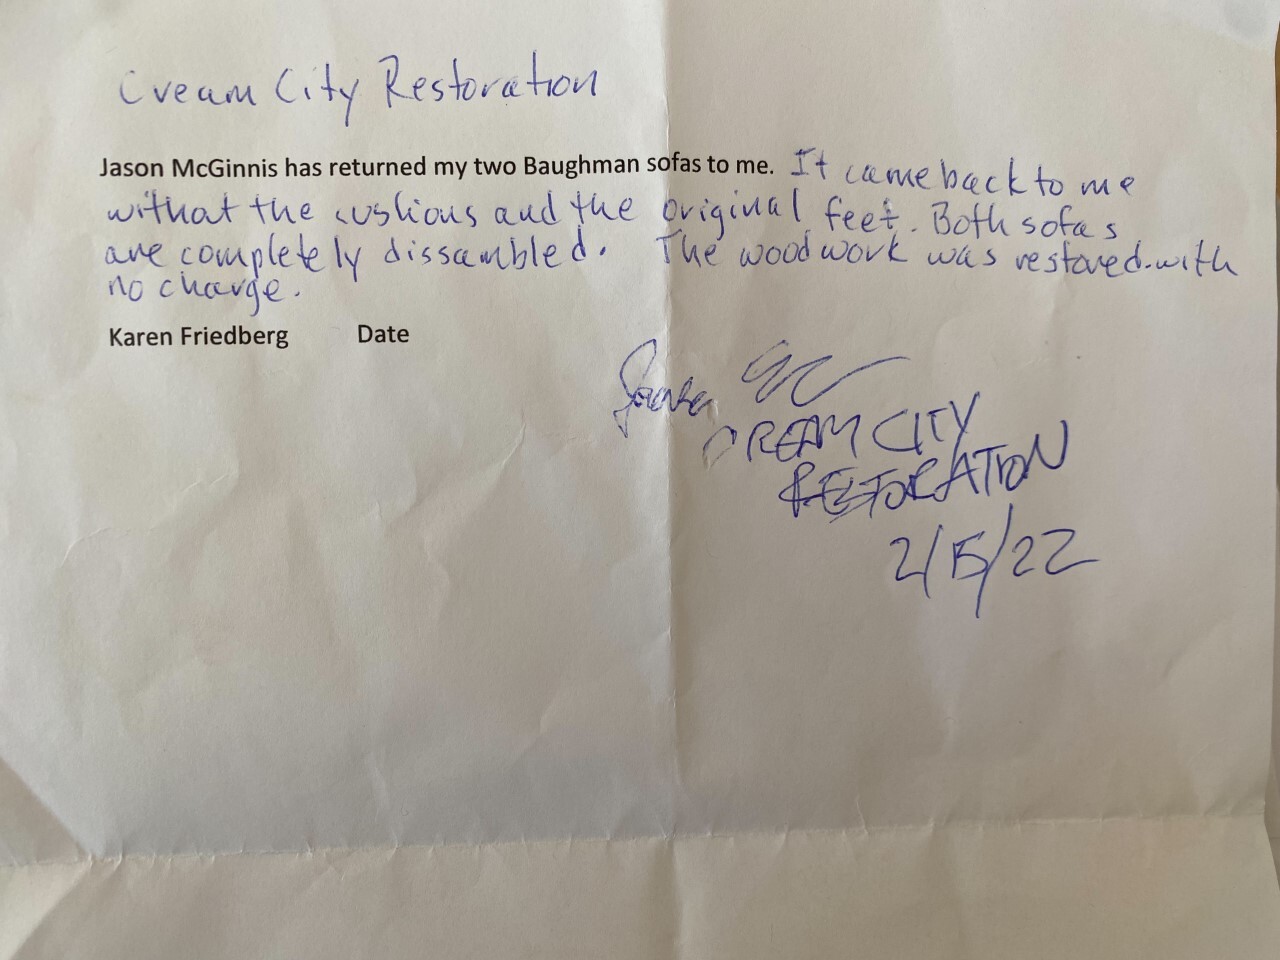 Cream City Restoration
Jason McGinnis has returned my two Baughman sofas to me. It came back to me
without the cushions and the original feet. Both sofas
are completely dissambled. The woodwork was restored with
no charge.
Karen Friedberg Date
CREAM CITY
RESTORATION
2/15/22